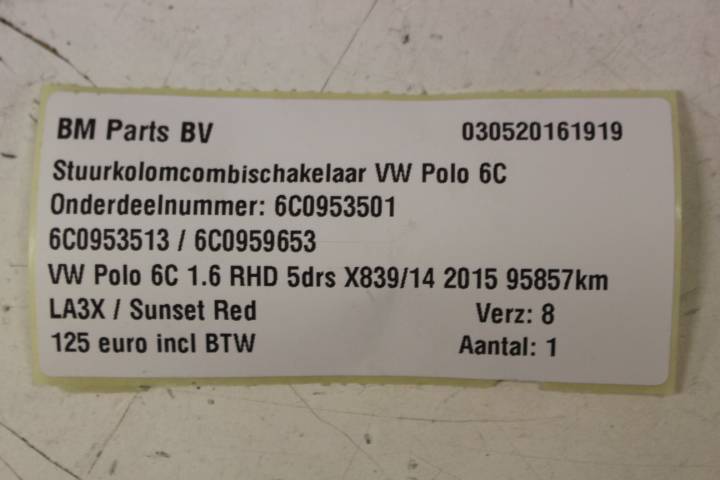 BM Parts BV 030520161919
Stuurkolomcombischakelaar VW Polo 6C
Onderdeelnummer: 6C0953501
6C0953513 / 6C0959653
VW Polo 6C 1.6 RHD 5drs X839/14 2015 95857km
LA3X / Sunset Red Verz: 8
125 euro incl BTW Aantal: 1